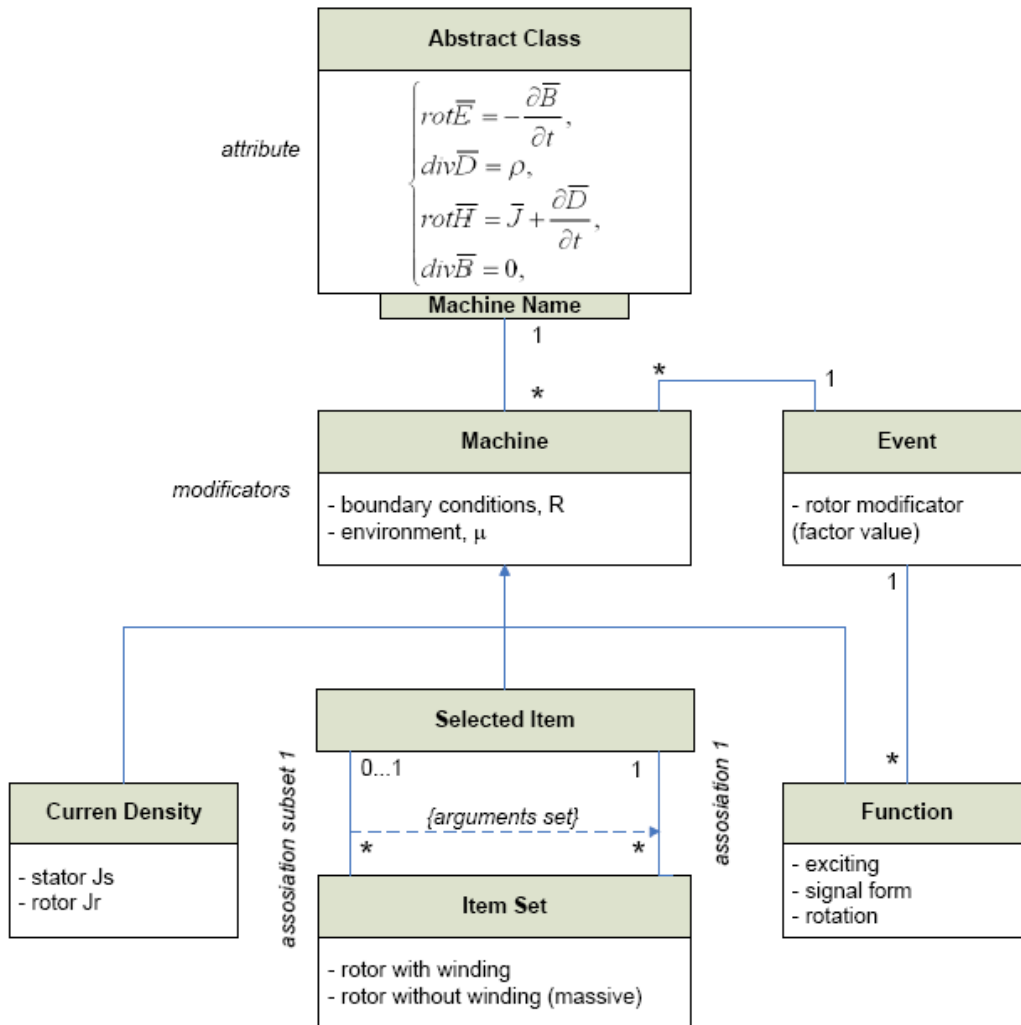 Abstract Class
attribute
rotE̅ = -∂B̅/∂t,
divD̅ = ρ,
rotH̅ = J̅ + ∂D̅/∂t,
divB̅ = 0,
Machine Name
1
*
*
1
Machine
Event
modificators
- boundary conditions, R
- environment, μ
- rotor modificator
(factor value)
1
Selected Item
assosiation subset 1
0...1
1
assosiation 1
{arguments set}
*
*
*
Curren Density
- stator Js
- rotor Jr
Function
- exciting
- signal form
- rotation
Item Set
- rotor with winding
- rotor without winding (massive)